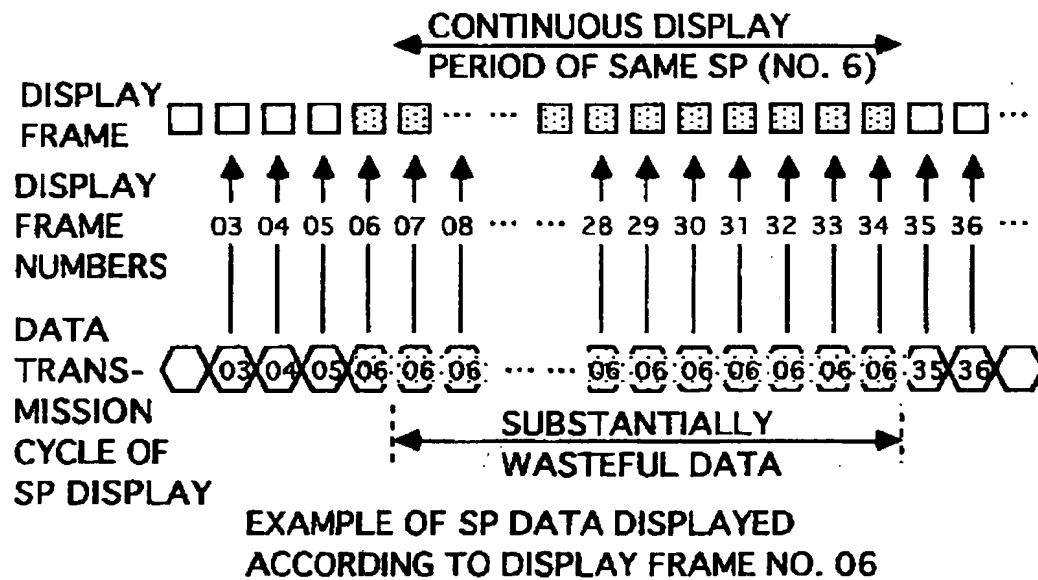 CONTINUOUS DISPLAY
PERIOD OF SAME SP (NO. 6)
DISPLAY
FRAME
··· ··· ···
DISPLAY
FRAME
NUMBERS
03 04 05 06 07 08 ··· ··· 28 29 30 31 32 33 34 35 36 ···
DATA
TRANS-
MISSION
CYCLE OF
SP DISPLAY
03 04 05 06 06 06 ··· ··· 06 06 06 06 06 06 06 35 36
SUBSTANTIALLY
WASTEFUL DATA
EXAMPLE OF SP DATA DISPLAYED
ACCORDING TO DISPLAY FRAME NO. 06